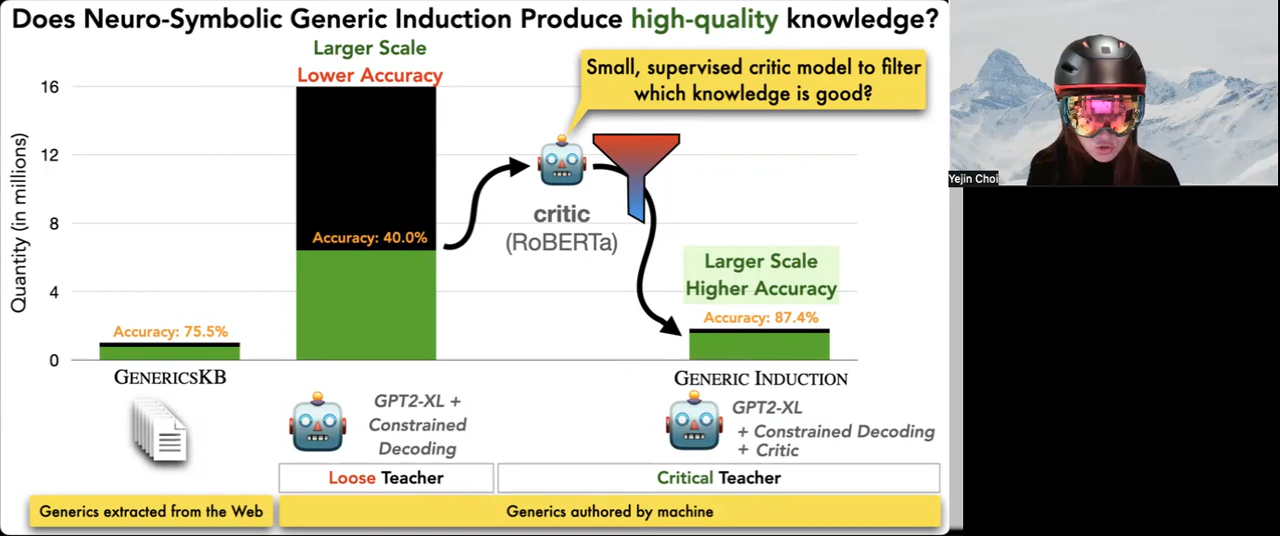 Does Neuro-Symbolic Generic Induction Produce high-quality knowledge?
Larger Scale
Lower Accuracy
Small, supervised critic model to filter
which knowledge is good?
Quantity (in millions)
16
12
8
4
0
Accuracy: 75.5%
Accuracy: 40.0%
critic
(RoBERTa)
Larger Scale
Higher Accuracy
Accuracy: 87.4%
GENERICSKB
GENERIC INDUCTION
GPT2-XL +
Constrained
Decoding
GPT2-XL
+ Constrained Decoding
+ Critic
Loose Teacher
Critical Teacher
Generics extracted from the Web
Generics authored by machine
Yejin Choi